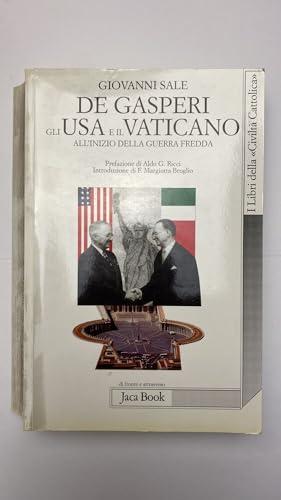 GIOVANNI SALE
DE GASPERI
GLI USA E IL VATICANO
ALL'INIZIO DELLA GUERRA FREDDA
Prefazione di Aldo G. Ricci
Introduzione di F. Margiotta Broglio
di fronte e attraverso
Jaca Book
I Libri della «Civiltà Cattolica»